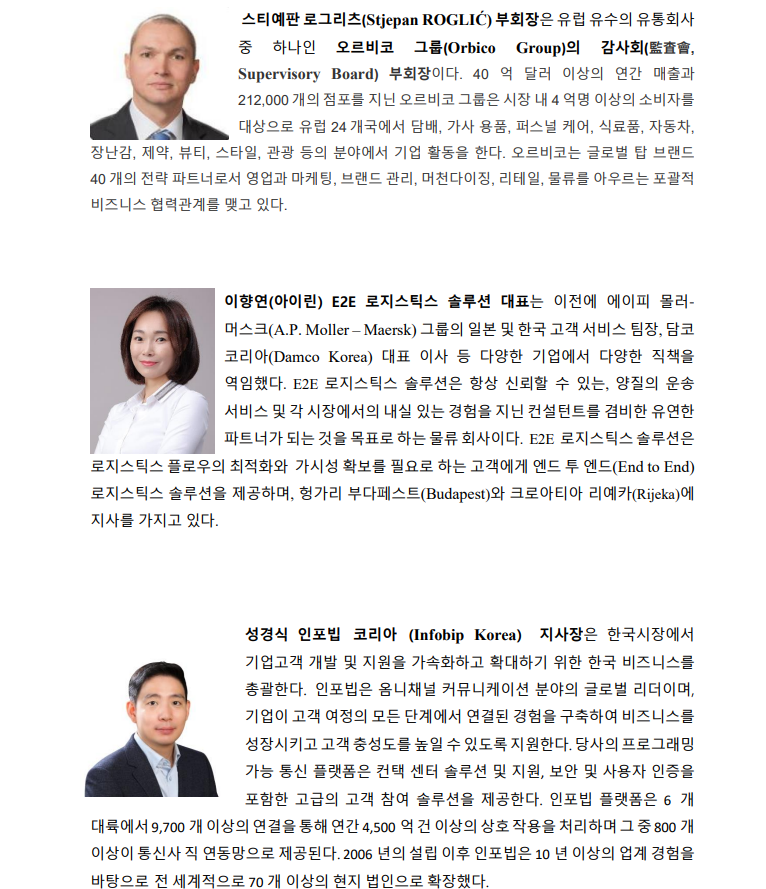 스티예판 로그리츠(Stjepan ROGLIĆ) 부회장은 유럽 유수의 유통회사
중 하나인 오르비코 그룹(Orbico Group)의 감사회(監査會,
Supervisory Board) 부회장이다. 40 억 달러 이상의 연간 매출과
212,000 개의 점포를 지닌 오르비코 그룹은 시장 내 4 억명 이상의 소비자를
대상으로 유럽 24 개국에서 담배, 가사 용품, 퍼스널 케어, 식료품, 자동차,
장난감, 제약, 뷰티, 스타일, 관광 등의 분야에서 기업 활동을 한다. 오르비코는 글로벌 탑 브랜드
40 개의 전략 파트너로서 영업과 마케팅, 브랜드 관리, 머천다이징, 리테일, 물류를 아우르는 포괄적
비즈니스 협력관계를 맺고 있다.
이향연(아이린) E2E 로지스틱스 솔루션 대표는 이전에 에이피 몰러-
머스크(A.P. Moller – Maersk) 그룹의 일본 및 한국 고객 서비스 팀장, 담코
코리아(Damco Korea) 대표 이사 등 다양한 기업에서 다양한 직책을
역임했다. E2E 로지스틱스 솔루션은 항상 신뢰할 수 있는, 양질의 운송
서비스 및 각 시장에서의 내실 있는 경험을 지닌 컨설턴트를 겸비한 유연한
파트너가 되는 것을 목표로 하는 물류 회사이다. E2E 로지스틱스 솔루션은
로지스틱스 플로우의 최적화와 가시성 확보를 필요로 하는 고객에게 엔드 투 엔드(End to End)
로지스틱스 솔루션을 제공하며, 헝가리 부다페스트(Budapest)와 크로아티아 리예카(Rijeka)에
지사를 가지고 있다.
성경식 인포빕 코리아 (Infobip Korea) 지사장은 한국시장에서
기업고객 개발 및 지원을 가속화하고 확대하기 위한 한국 비즈니스를
총괄한다. 인포빕은 옴니채널 커뮤니케이션 분야의 글로벌 리더이며,
기업이 고객 여정의 모든 단계에서 연결된 경험을 구축하여 비즈니스를
성장시키고 고객 충성도를 높일 수 있도록 지원한다. 당사의 프로그래밍
가능 통신 플랫폼은 컨택 센터 솔루션 및 지원, 보안 및 사용자 인증을
포함한 고급의 고객 참여 솔루션을 제공한다. 인포빕 플랫폼은 6 개
대륙에서 9,700 개 이상의 연결을 통해 연간 4,500 억 건 이상의 상호 작용을 처리하며 그 중 800 개
이상이 통신사 직 연동망으로 제공된다. 2006 년의 설립 이후 인포빕은 10 년 이상의 업계 경험을
바탕으로 전 세계적으로 70 개 이상의 현지 법인으로 확장했다.